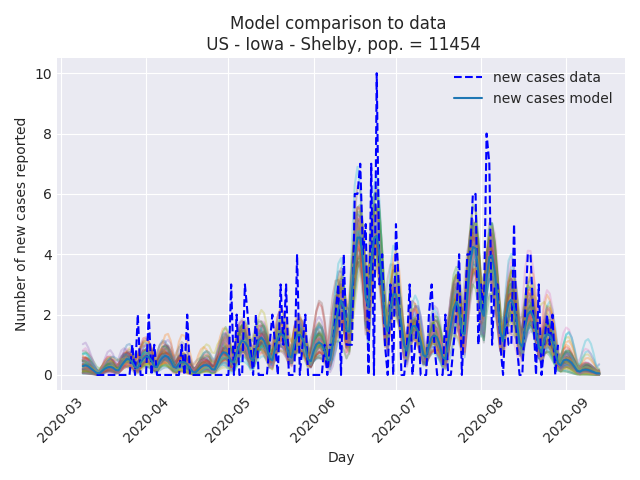 Model comparison to data
US - Iowa - Shelby, pop. = 11454
new cases data
new cases model
Number of new cases reported
10
8
6
4
2
0
2020-03
2020-04
2020-05
2020-06
2020-07
2020-08
2020-09
Day